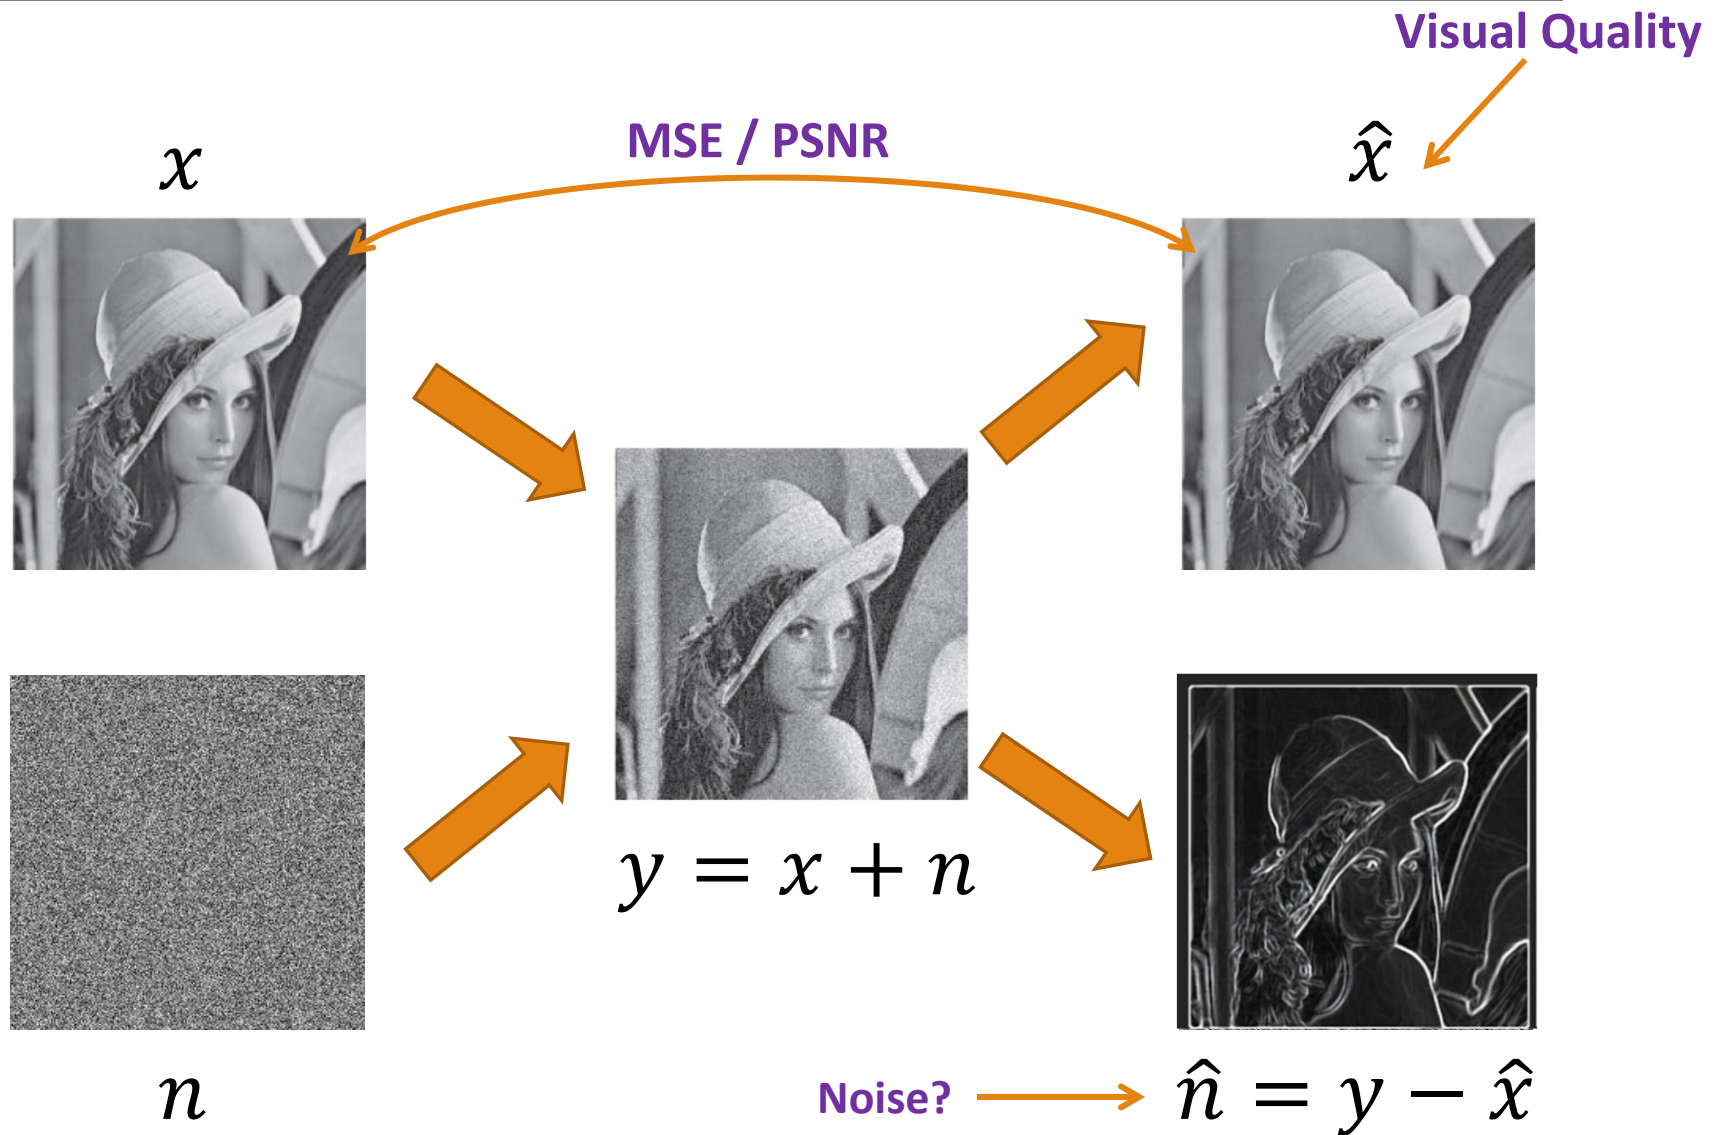 Visual Quality
MSE / PSNR
x
x̂
y = x + n
n
Noise?
n̂ = y − x̂